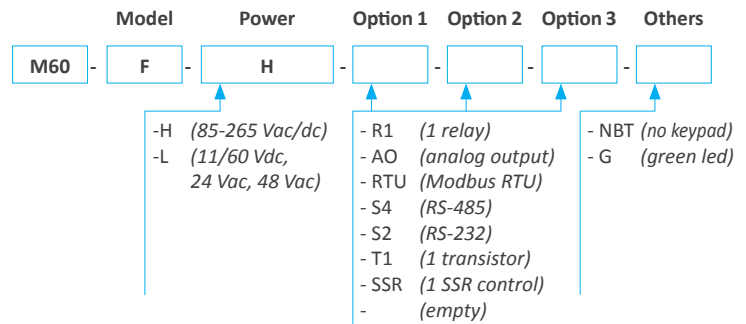 Model Power Option 1 Option 2 Option 3 Others
M60 - F - H - - - -
-H (85-265 Vac/dc)
-L (11/60 Vdc,
24 Vac, 48 Vac)
- R1 (1 relay)
- AO (analog output)
- RTU (Modbus RTU)
- S4 (RS-485)
- S2 (RS-232)
- T1 (1 transistor)
- SSR (1 SSR control)
- (empty)
- NBT (no keypad)
- G (green led)